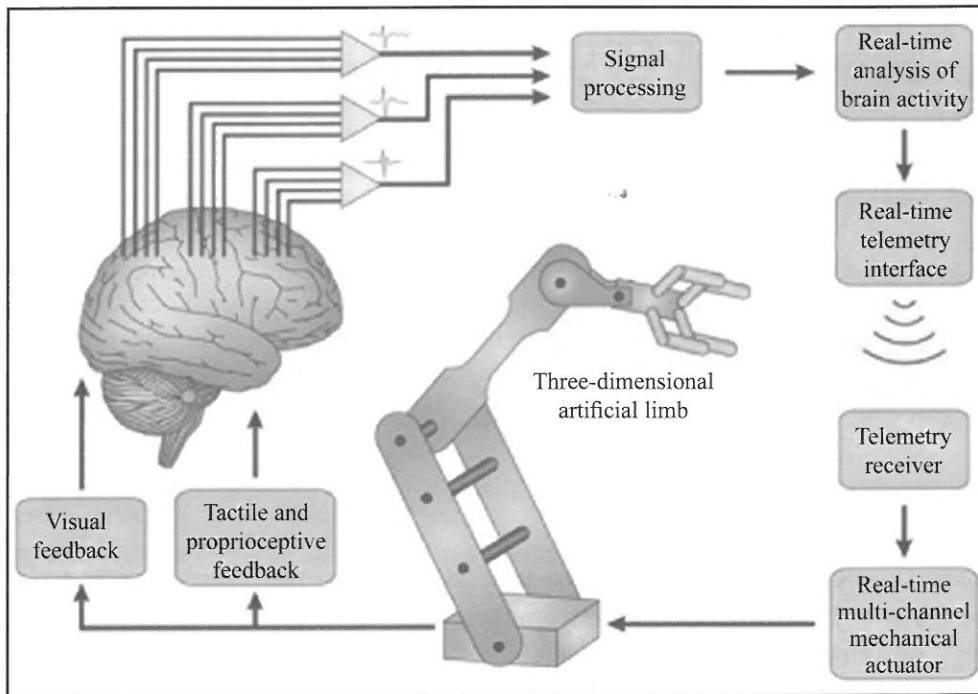 Signal
processing
Real-time
analysis of
brain activity
Real-time
telemetry
interface
Three-dimensional
artificial limb
Telemetry
receiver
Visual
feedback
Tactile and
proprioceptive
feedback
Real-time
multi-channel
mechanical
actuator